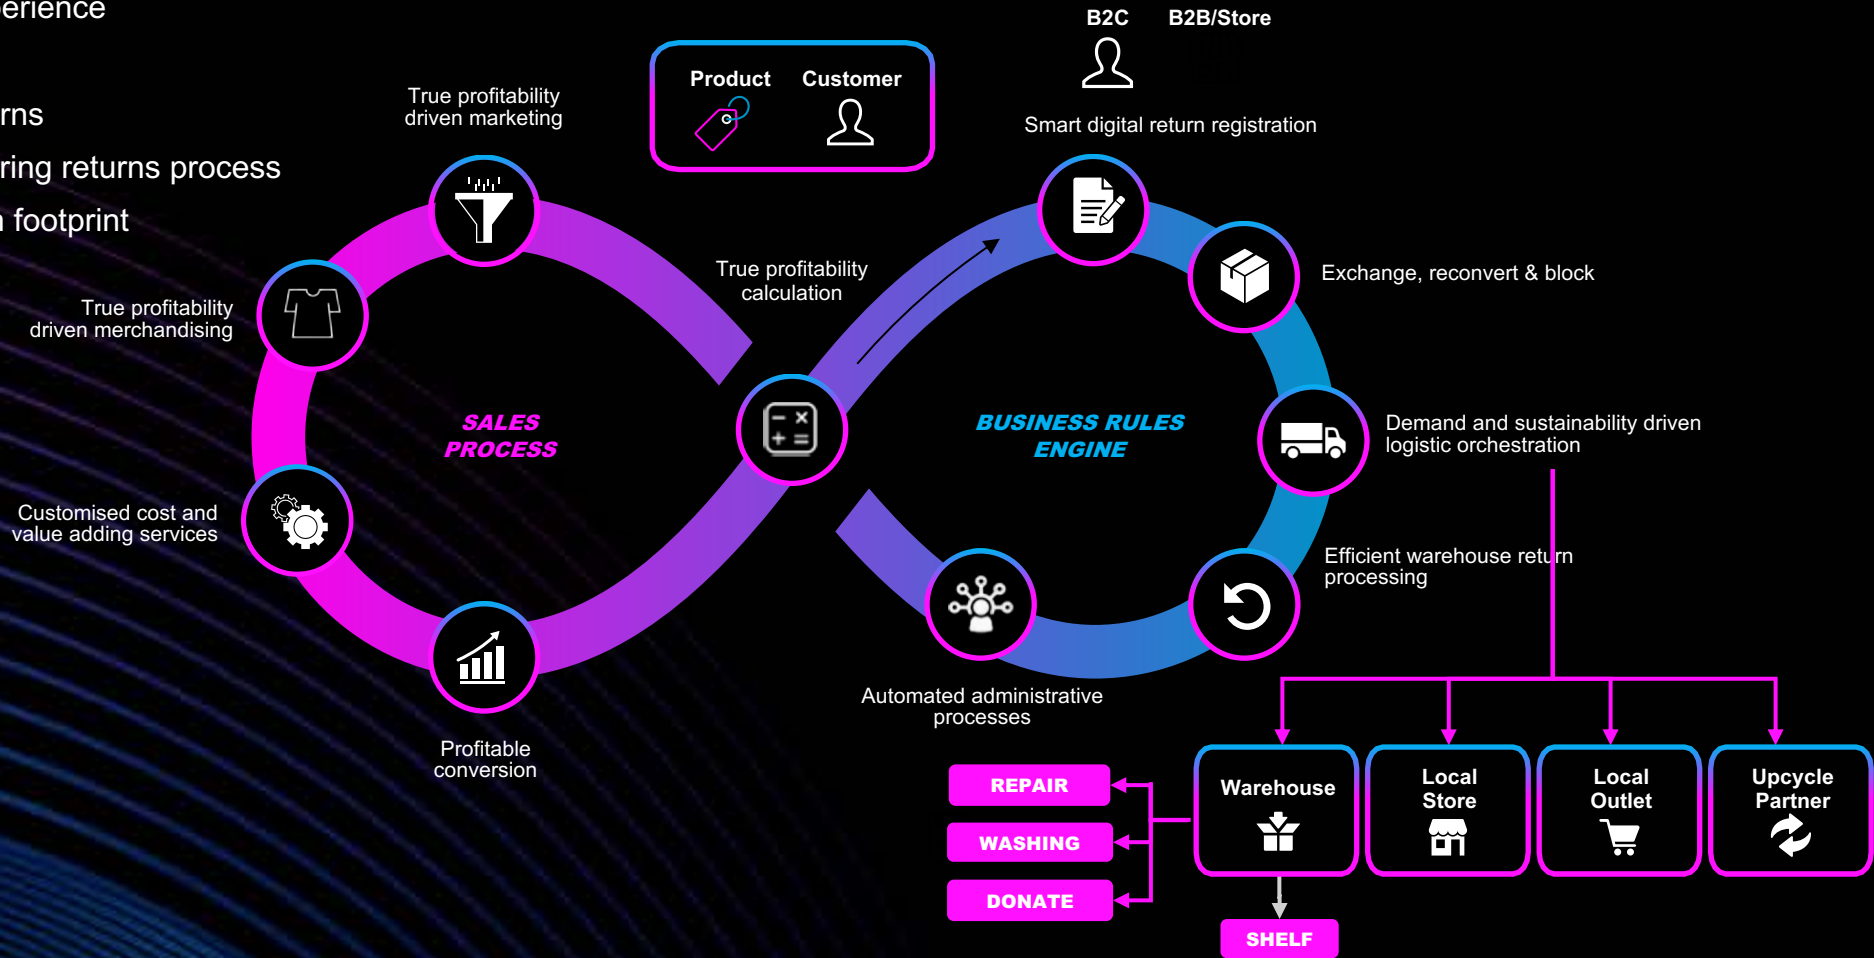 rns
ring returns process
footprint
B2C
B2B/Store
Product
Customer
True profitability
driven marketing
Smart digital return registration
True profitability
calculation
Exchange, reconvert & block
True profitability
driven merchandising
SALES
PROCESS
BUSINESS RULES
ENGINE
Demand and sustainability driven
logistic orchestration
Customised cost and
value adding services
Efficient warehouse return
processing
Automated administrative
processes
Profitable
conversion
REPAIR
WASHING
DONATE
Warehouse
Local
Store
Local
Outlet
Upcycle
Partner
SHELF